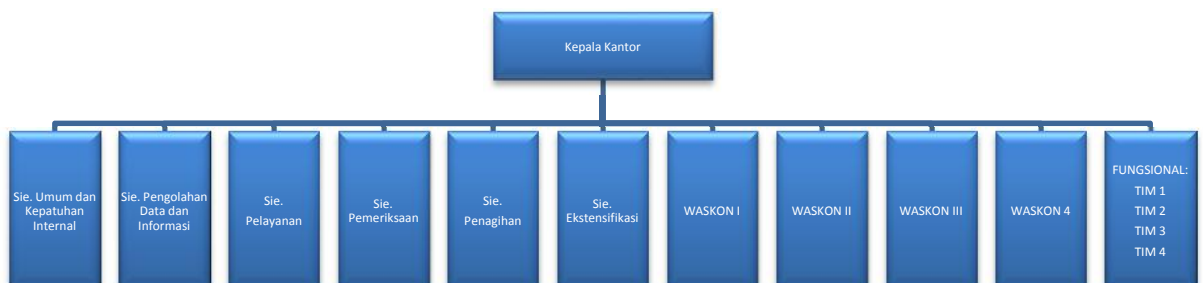 Kepala Kantor
Sie. Umum dan
Kepatuhan
Internal
Sie. Pengolahan
Data dan
Informasi
Sie.
Pelayanan
Sie.
Pemeriksaan
Sie.
Penagihan
Sie.
Ekstensifikasi
WASKON I
WASKON II
WASKON III
WASKON 4
FUNGSIONAL:
TIM 1
TIM 2
TIM 3
TIM 4